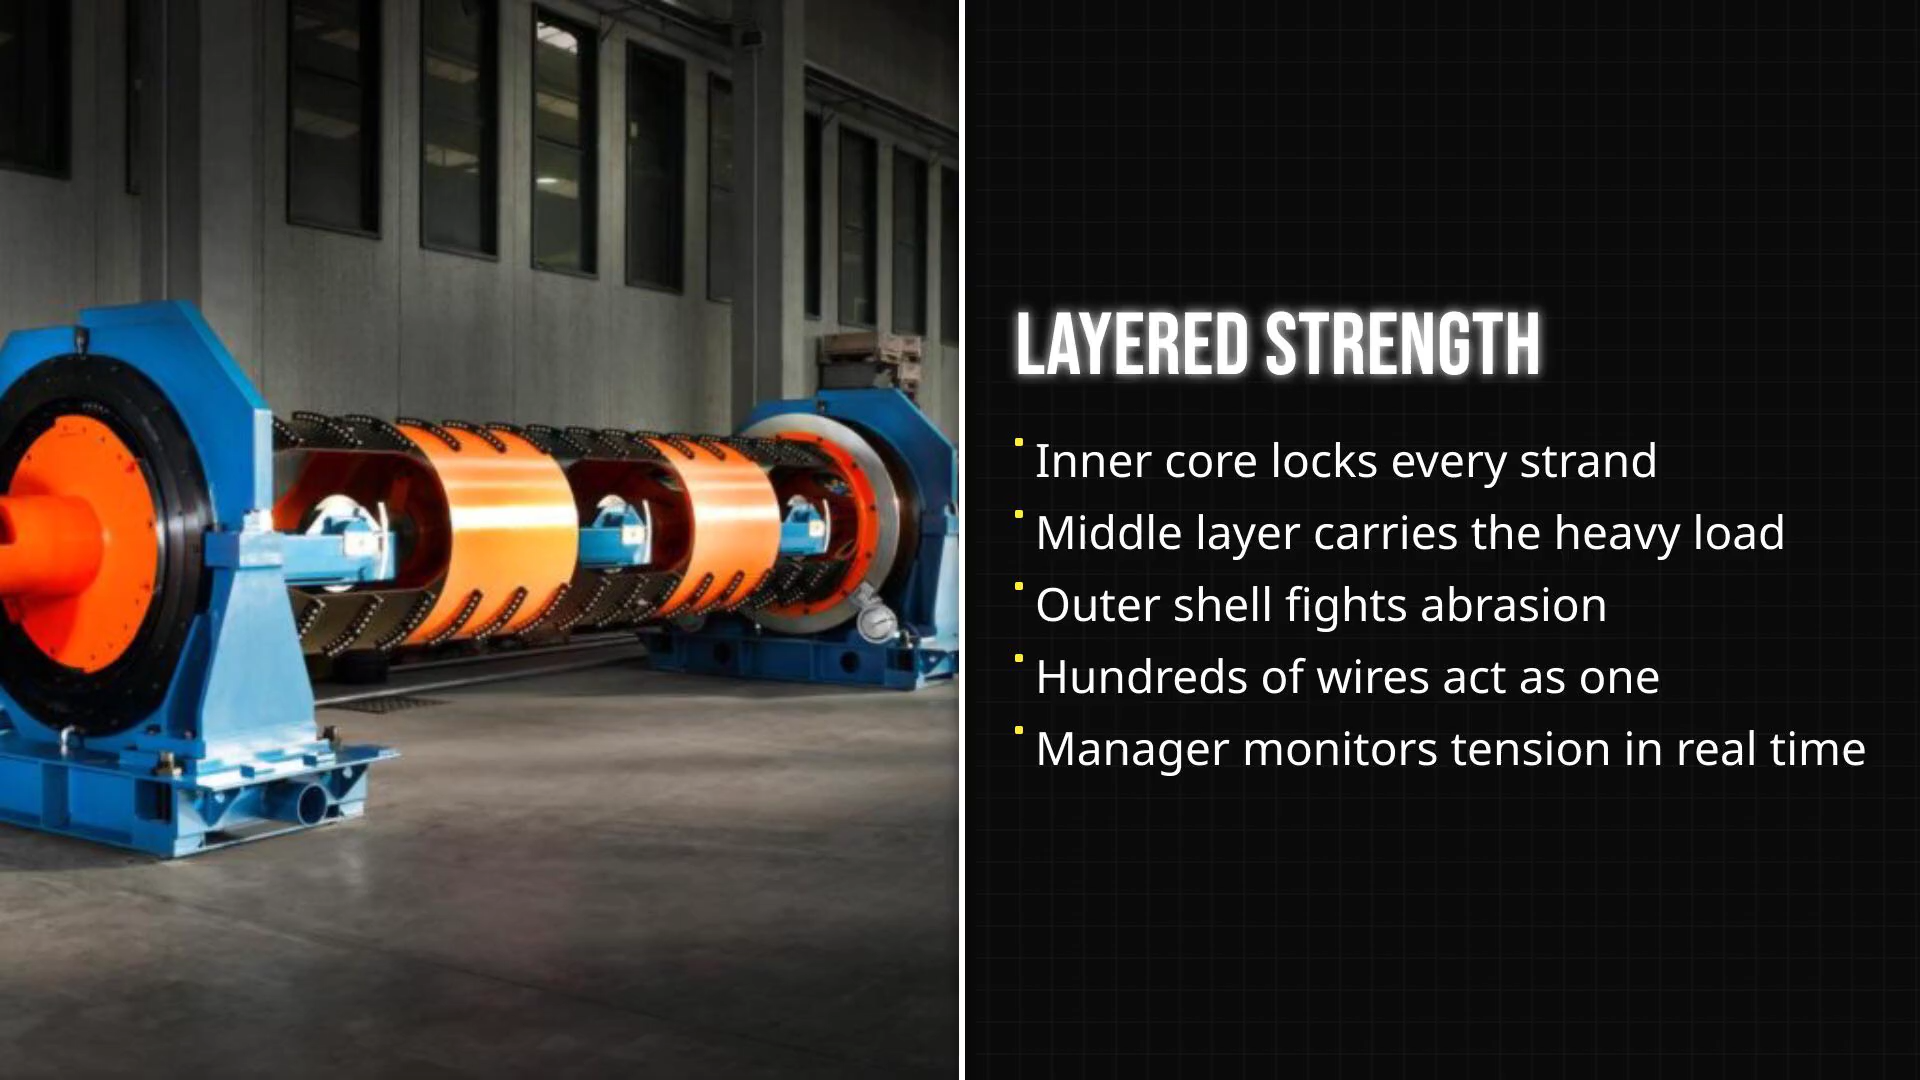 LAYERED STRENGTH
Inner core locks every strand
Middle layer carries the heavy load
Outer shell fights abrasion
Hundreds of wires act as one
Manager monitors tension in real time